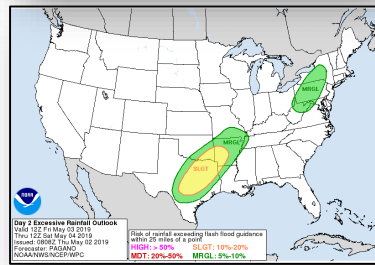 MRGL
MRGL
SLGT
NOAA
Day 2 Excessive Rainfall Outlook
Valid 12Z Fri May 03 2019
Thru 12Z Sat May 04 2019
Issued: 0808Z Thu May 02 2019
Forecaster: PAGANO
NOAA/NWS/NCEP/WPC
Risk of rainfall exceeding flash flood guidance
within 25 miles of a point
HIGH: > 50% SLGT: 10%-20%
MDT: 20%-50% MRGL: 5%-10%